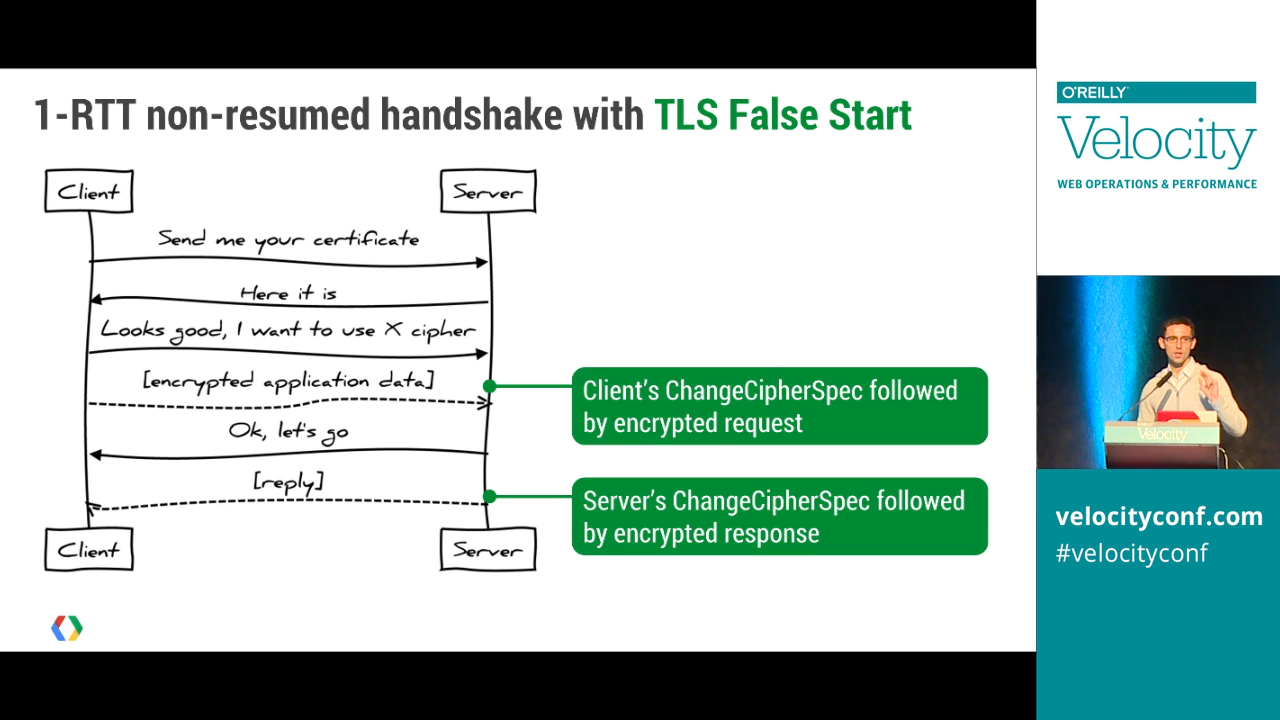 1-RTT non-resumed handshake with TLS False Start
Client
Server
Send me your certificate
Here it is
Looks good, I want to use X cipher
[encrypted application data]
Client's ChangeCipherSpec followed
by encrypted request
Ok, let's go
[reply]
Server's ChangeCipherSpec followed
by encrypted response
Client
Server
O'REILLY
Velocity
WEB OPERATIONS & PERFORMANCE
Velocity
velocityconf.com
#velocityconf